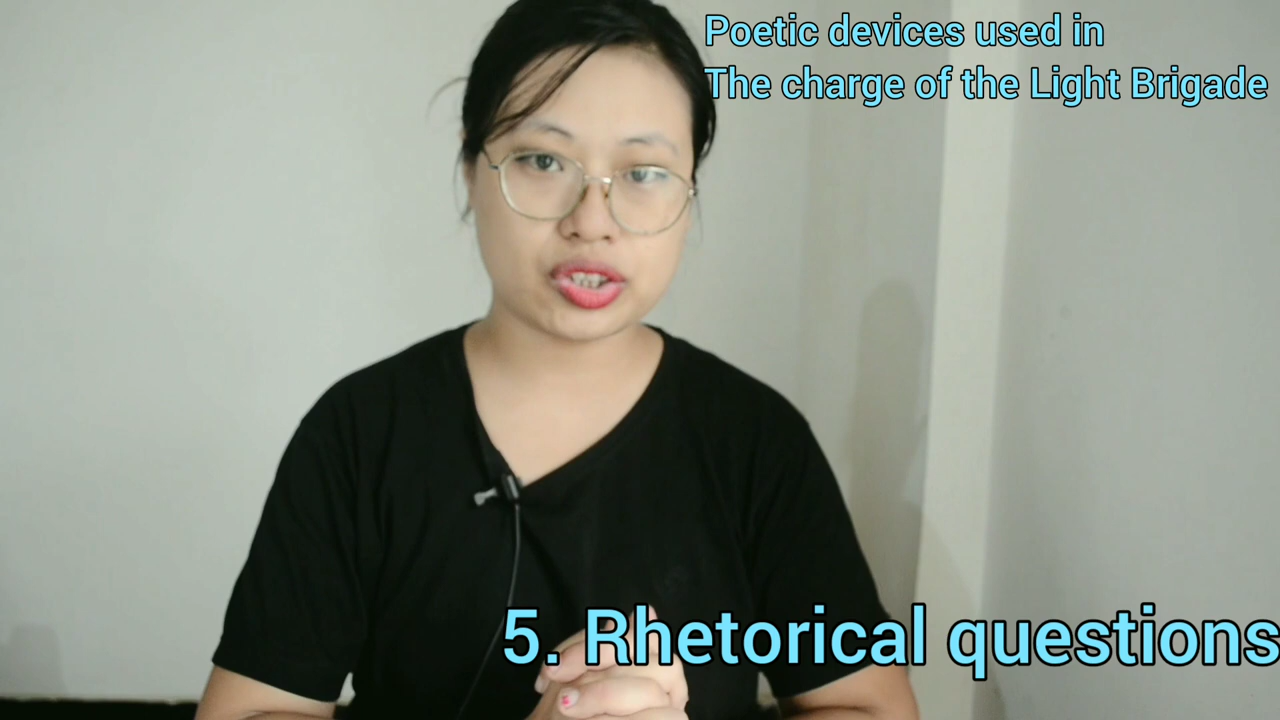 Poetic devices used in
The charge of the Light Brigade
5. Rhetorical questions